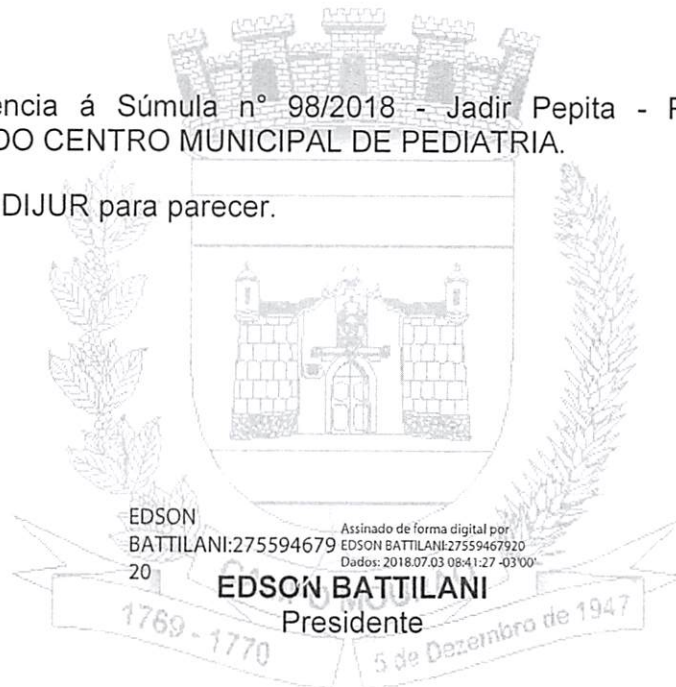 ência á Súmula n° 98/2018 - Jadir Pepita -
DO CENTRO MUNICIPAL DE PEDIATRIA.
DIJUR para parecer.
EDSON
BATTILANI:275594679
20
Assinado de forma digital por
EDSON BATTILANI:27559467920
Dados: 2018.07.03 08:41:27 -03'00'
EDSON BATTILANI
Presidente
1769 - 1770
5 de Dezembro de 1947